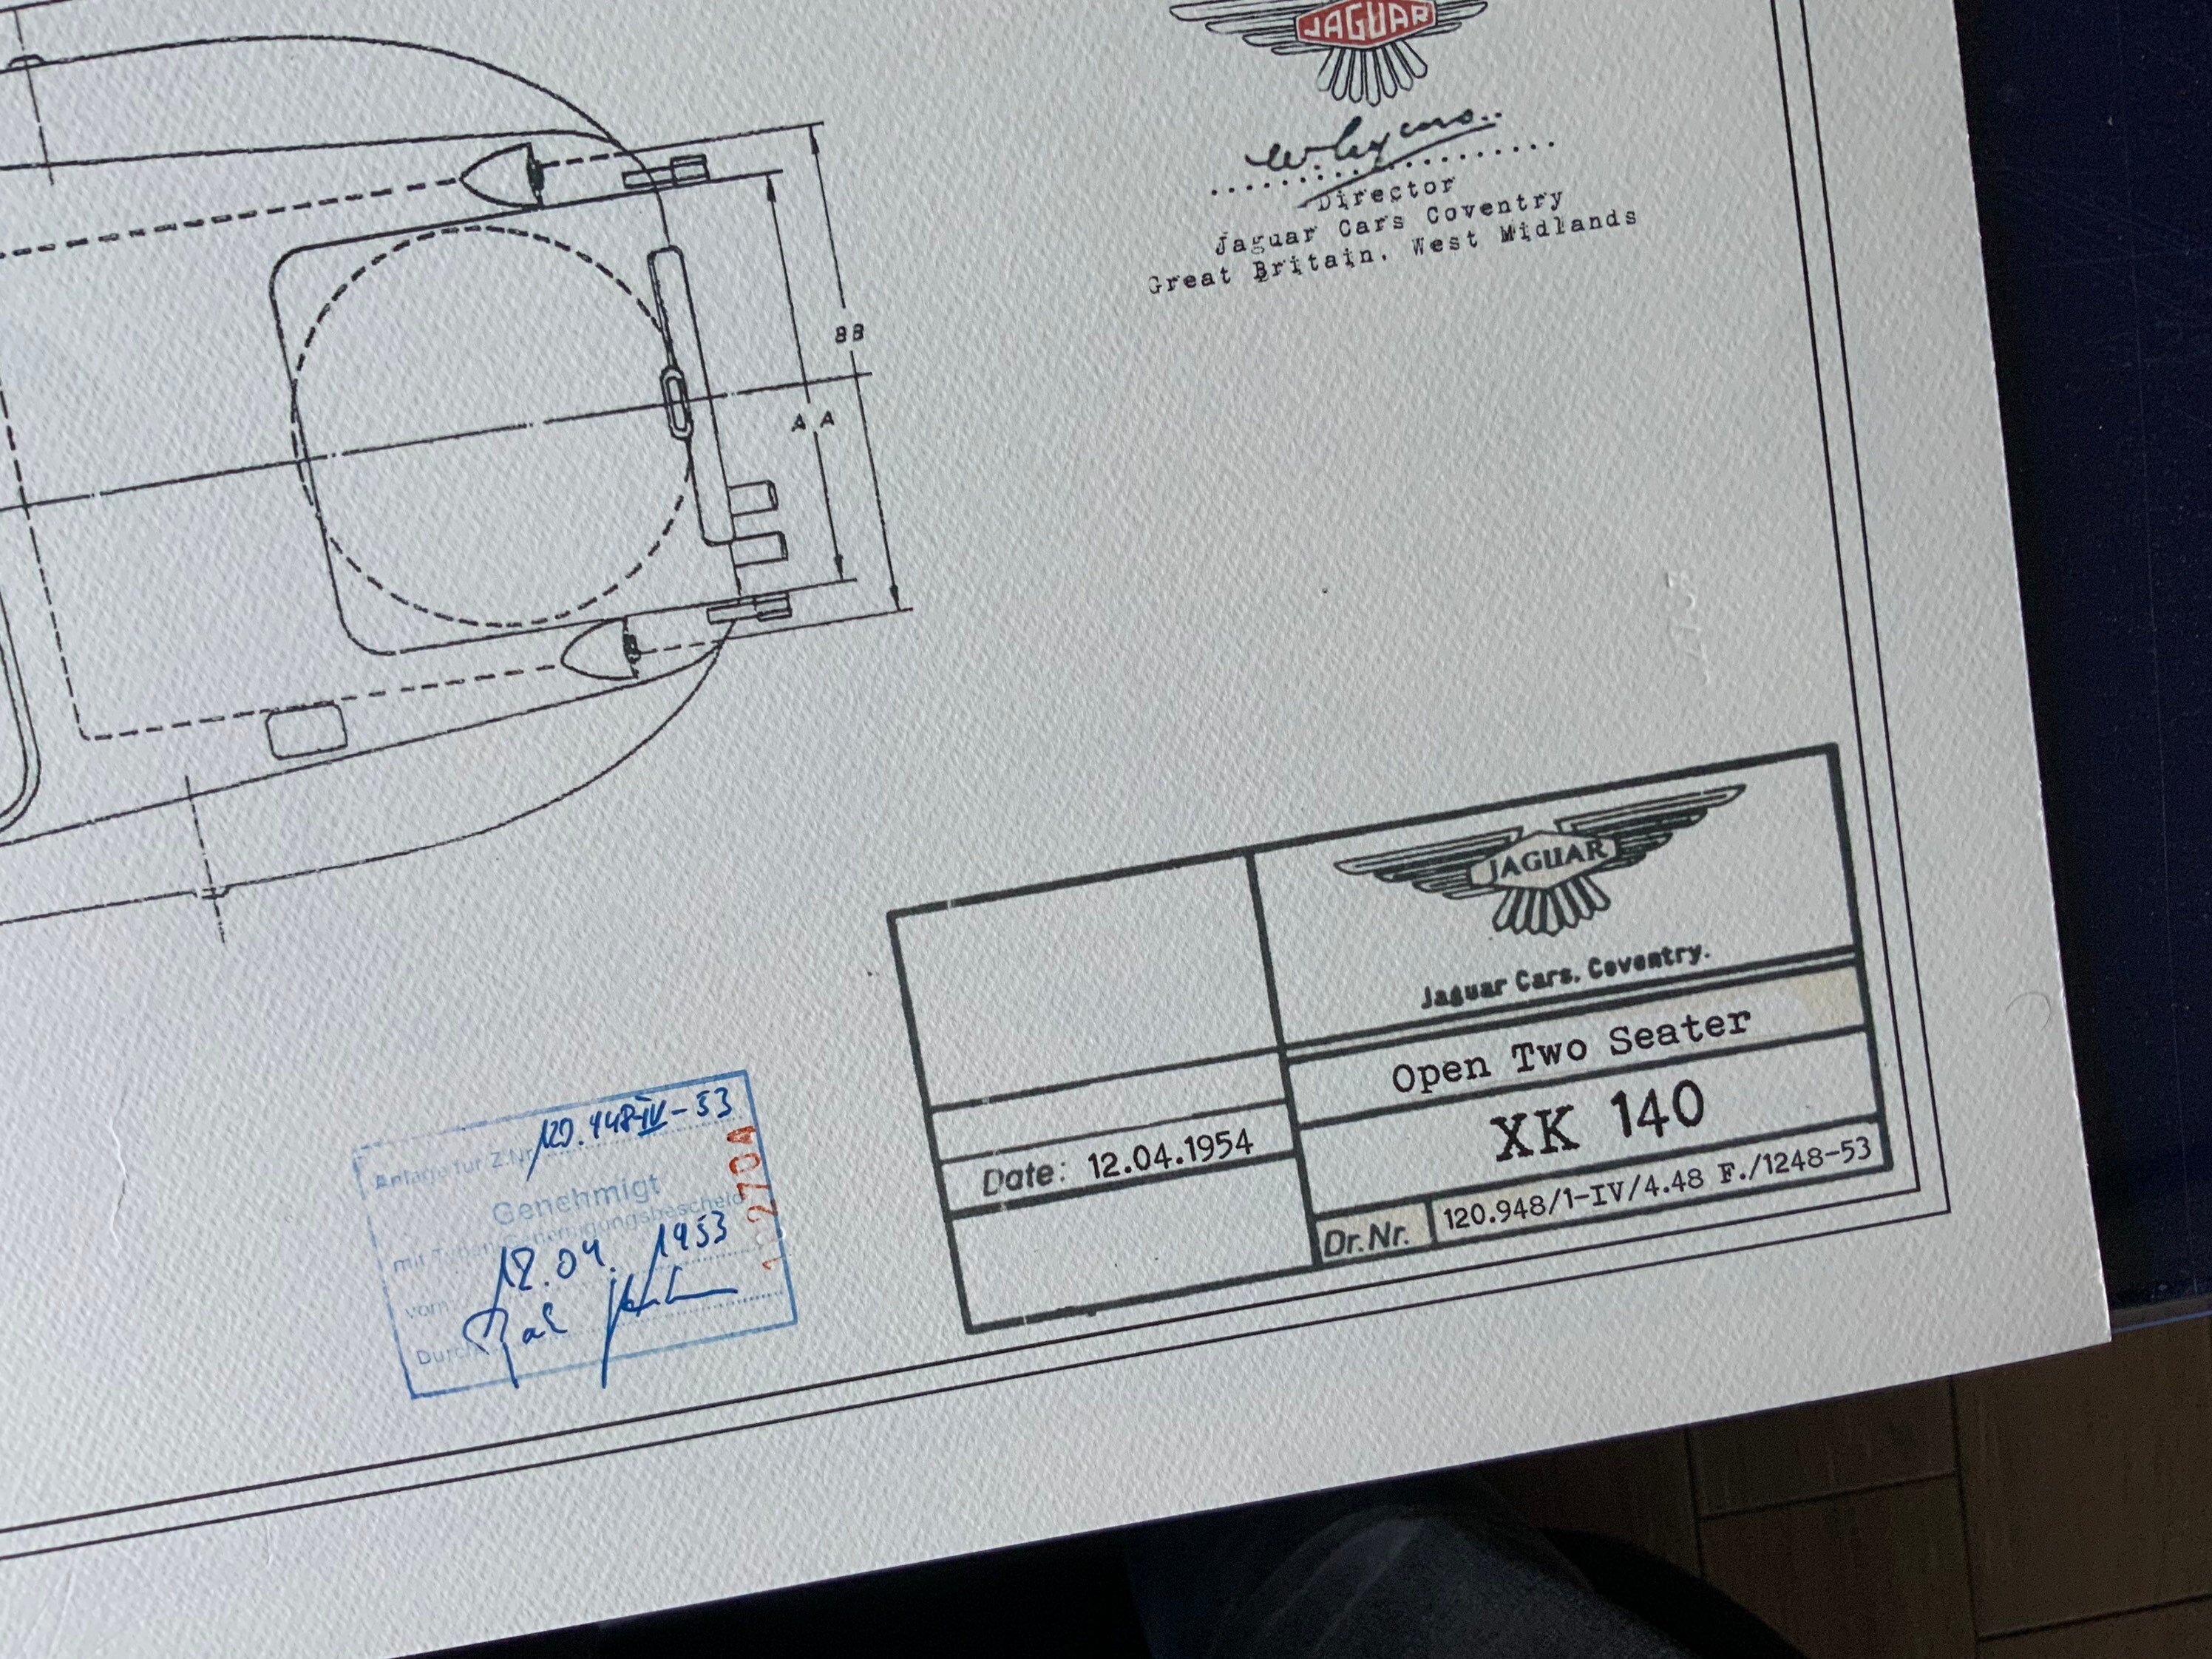 JAGUAR
Director
Jaguar Cars Coventry
Great Britain, West Midlands
BB
A A
JAGUAR
Jaguar Cars. Coventry.
Open Two Seater
XK 140
Date: 12.04.1954
Dr.Nr. 120.948/1-IV/4.48 F./1248-53
Anlage für Z.Nr. 120.448-IV-53
Genehmigt
vom 12.04.1953
Durch
270A